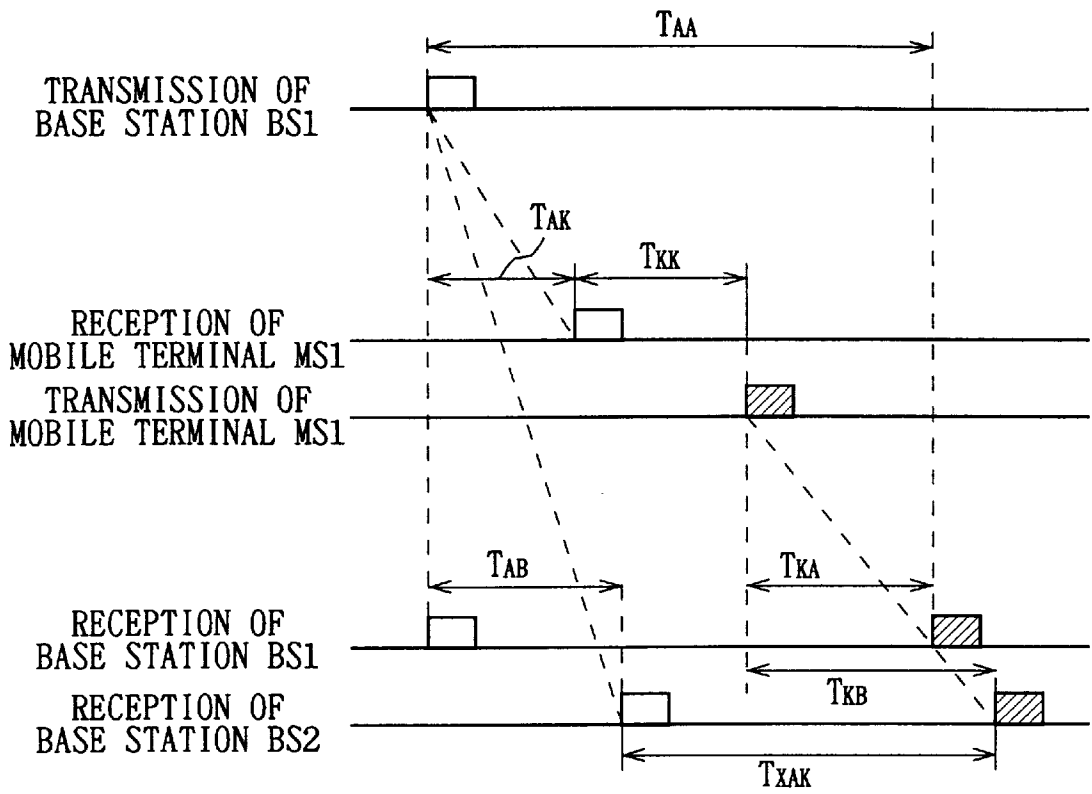 TAA
TRANSMISSION OF
BASE STATION BS1
TAK
TKK
RECEPTION OF
MOBILE TERMINAL MS1
TRANSMISSION OF
MOBILE TERMINAL MS1
TAB
TKA
RECEPTION OF
BASE STATION BS1
TKB
RECEPTION OF
BASE STATION BS2
TXAK